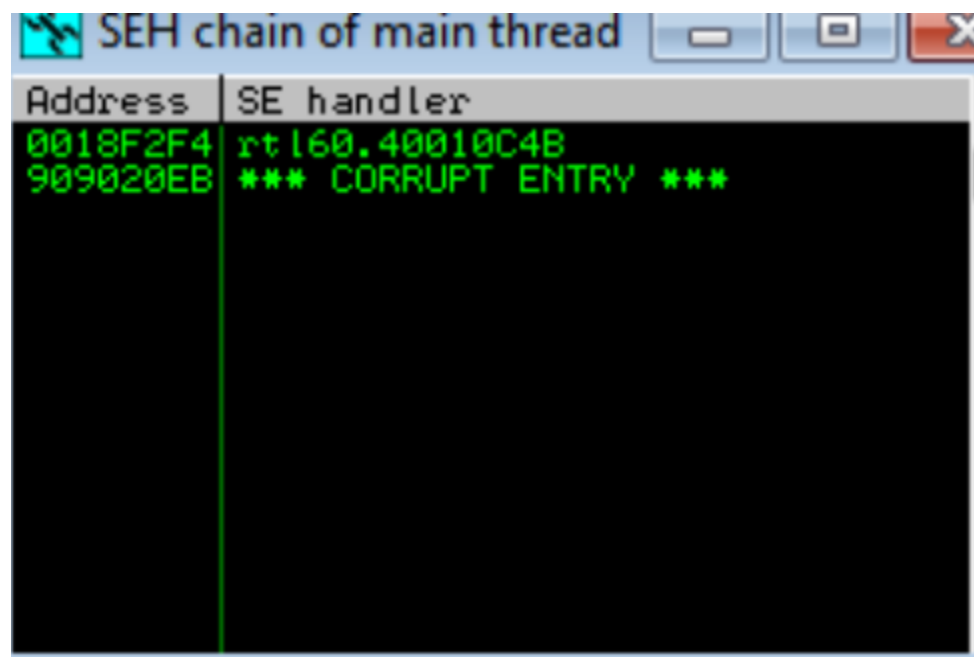 SEH chain of main thread
Address SE handler
0018F2F4 rtl60.40010C4B
909020EB *** CORRUPT ENTRY ***